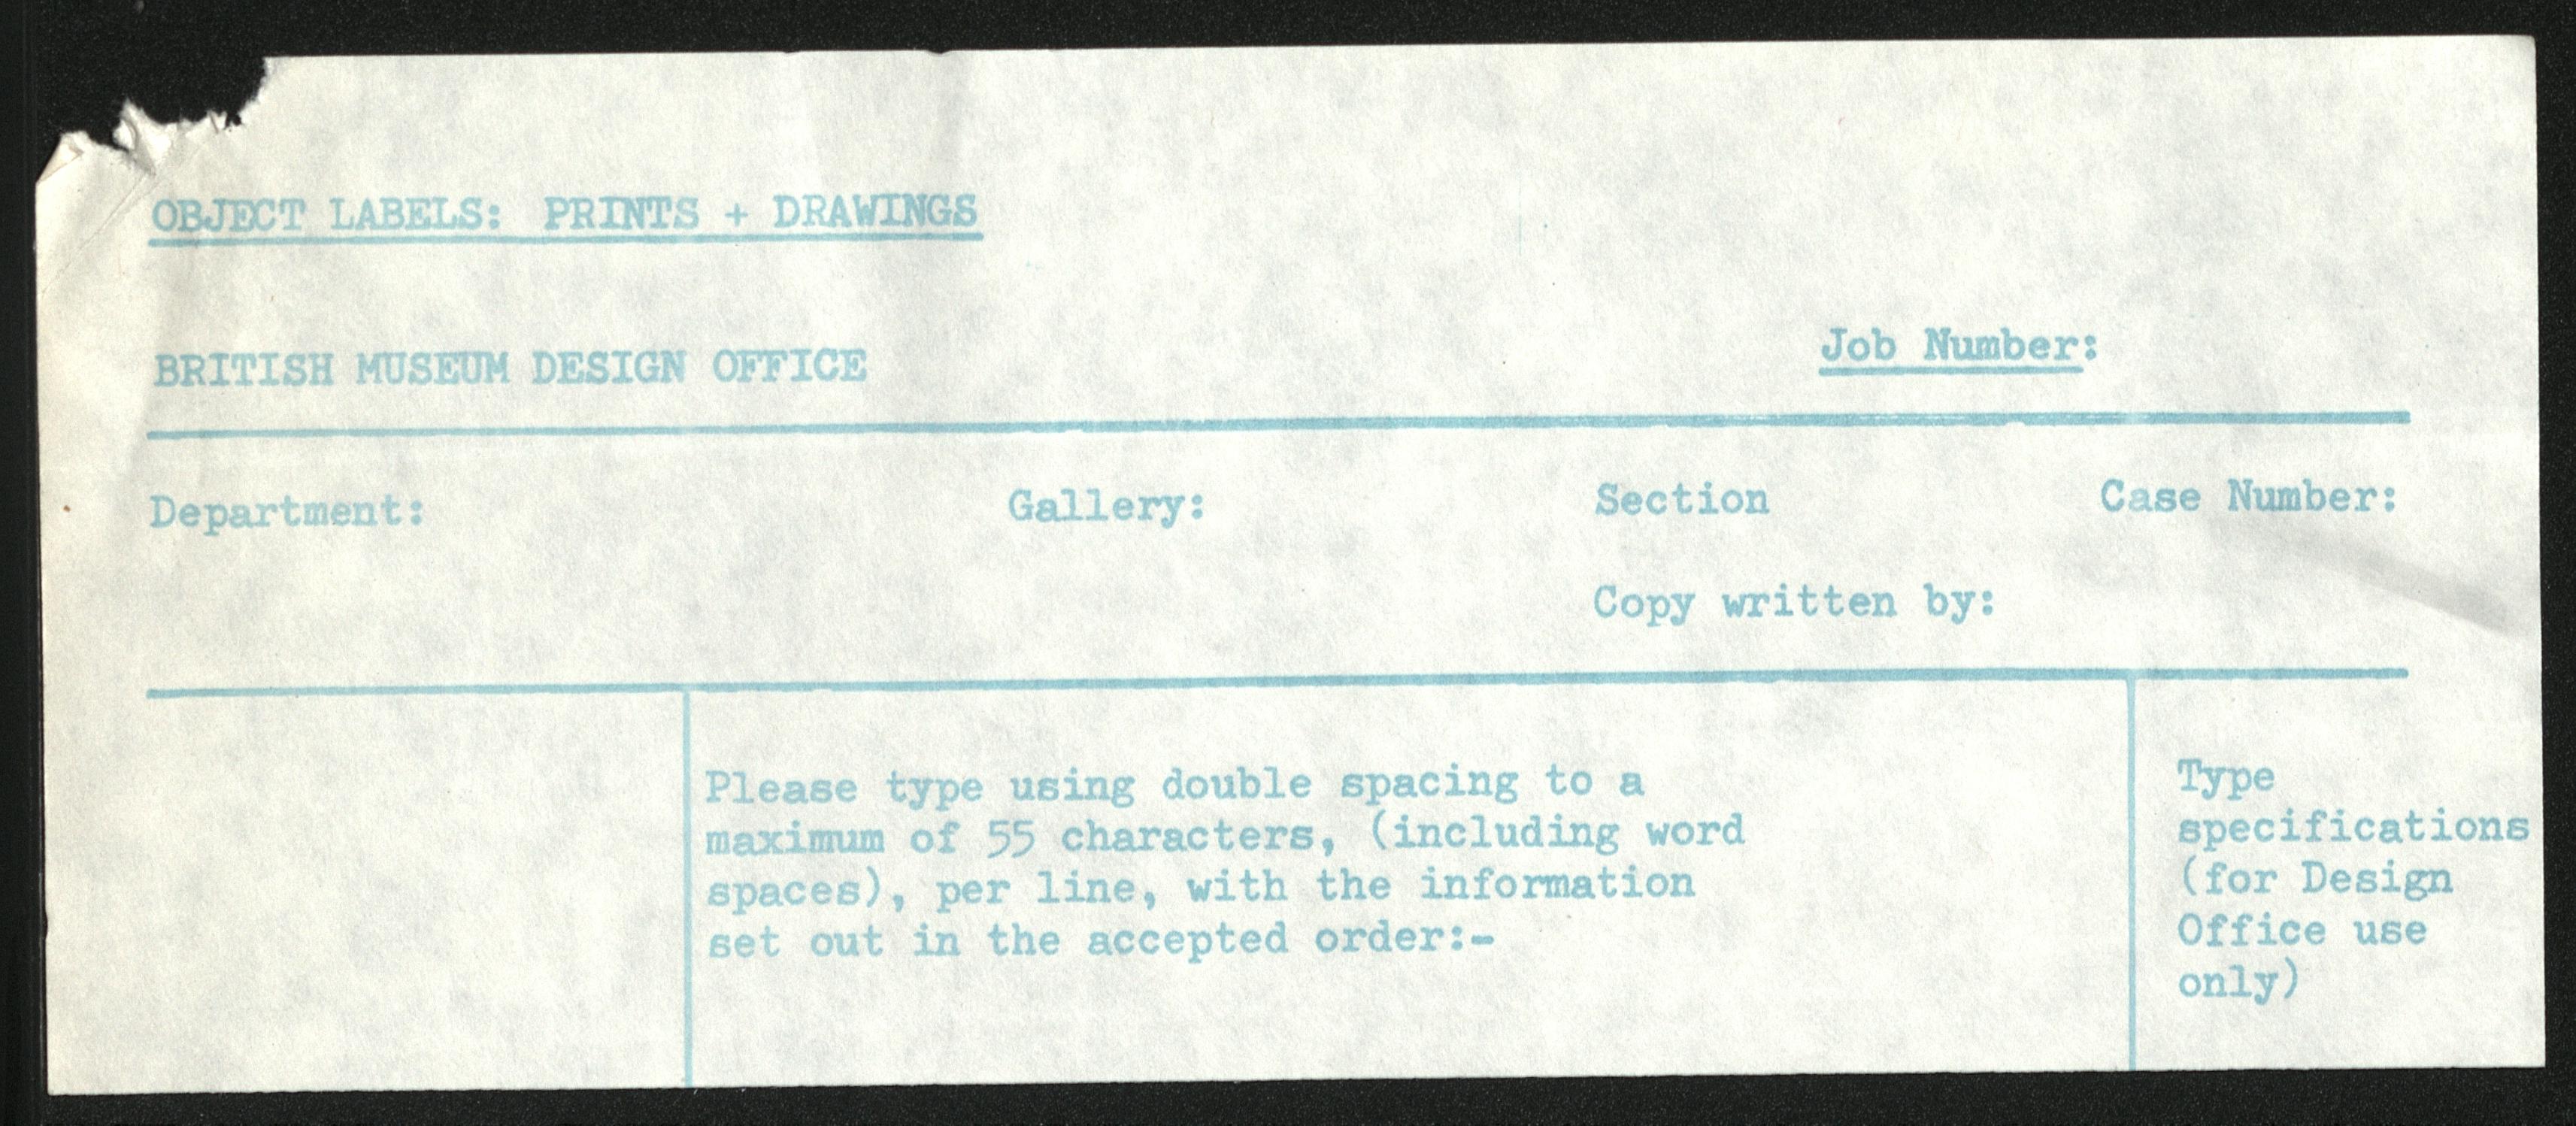 OBJECT LABELS: PRINTS + DRAWINGS
BRITISH MUSEUM DESIGN OFFICE
Job Number:
Department:
Gallery:
Section
Case Number:
Copy written by:
Please type using double spacing to a
maximum of 55 characters, (including word
spaces), per line, with the information
set out in the accepted order:-
Type
specifications
(for Design
Office use
only)